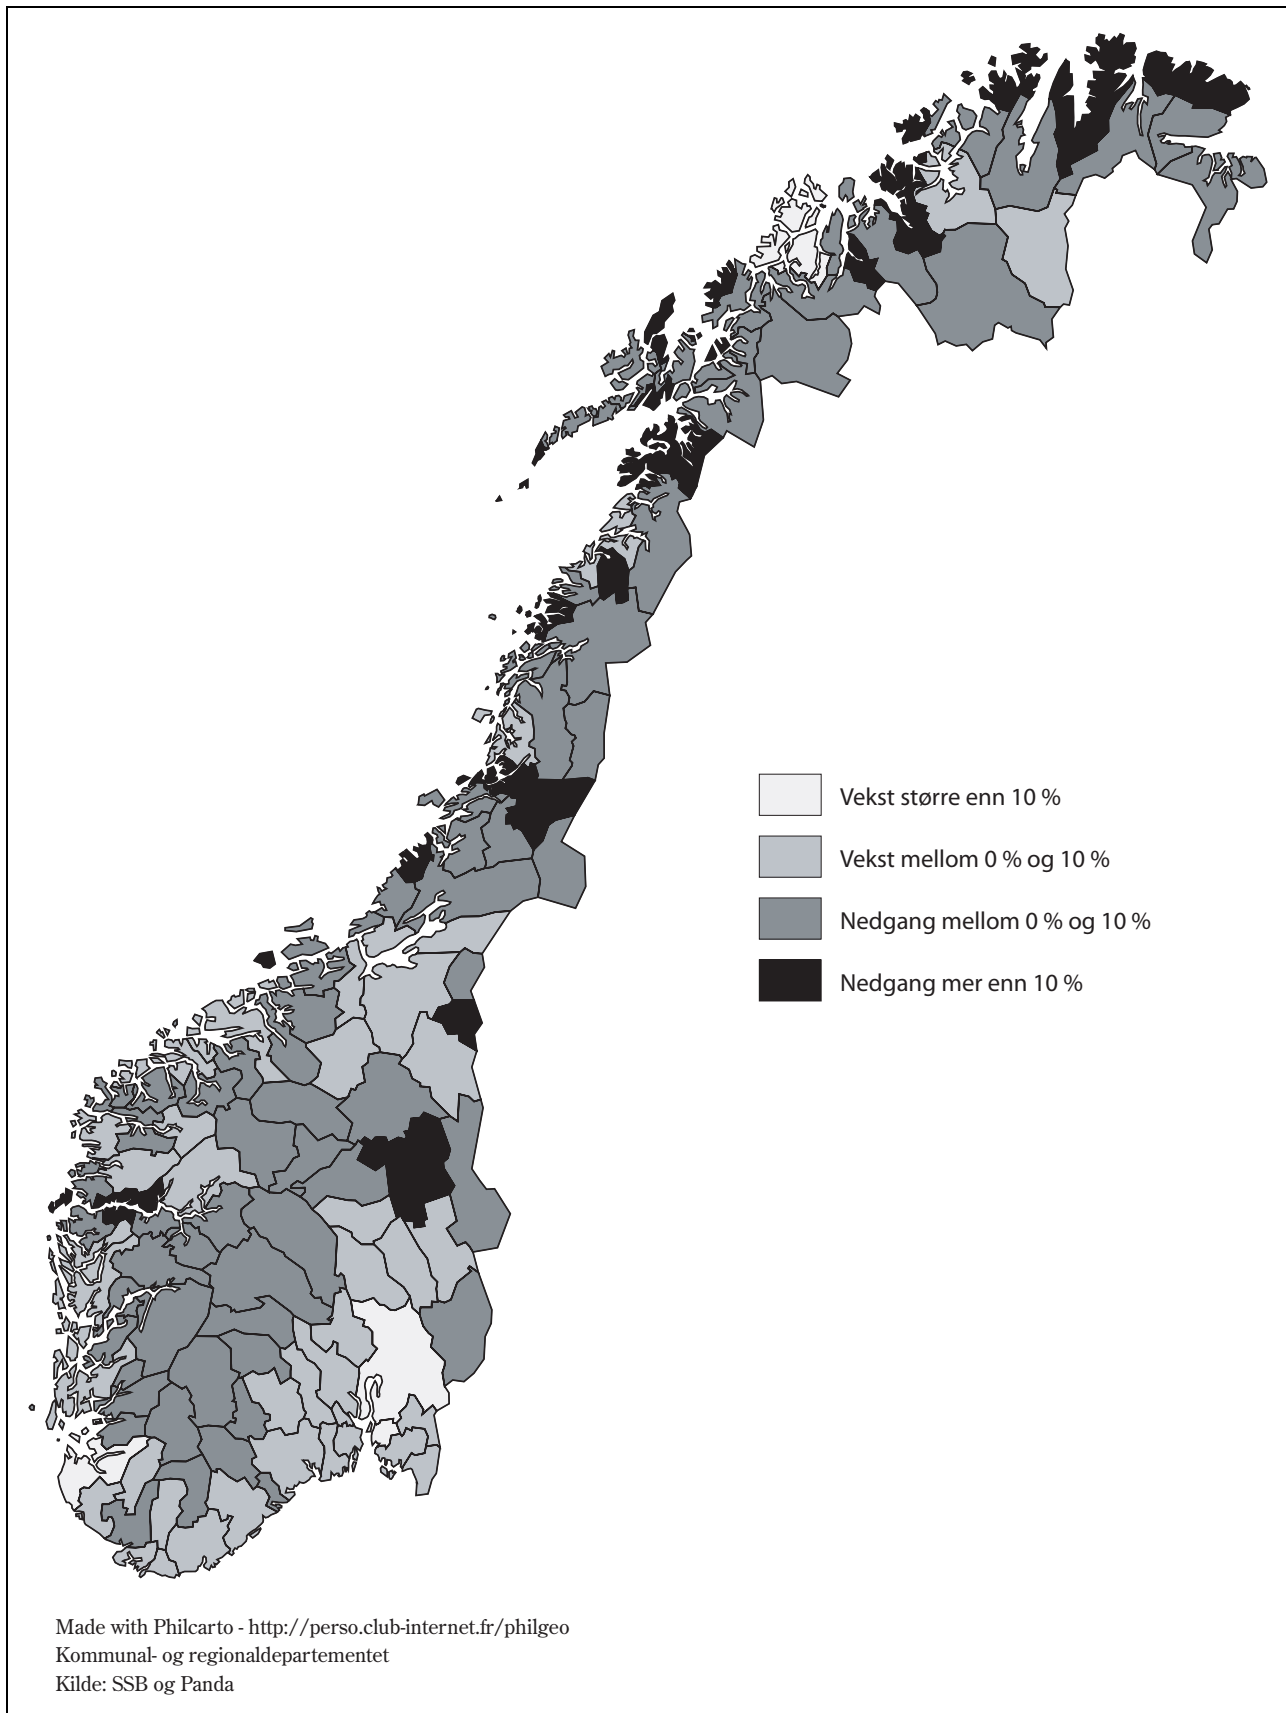 Vekst større enn 10 %
Vekst mellom 0 % og 10 %
Nedgang mellom 0 % og 10 %
Nedgang mer enn 10 %
Made with Philcarto - http://perso.club-internet.fr/philgeo
Kommunal- og regionaldepartementet
Kilde: SSB og Panda